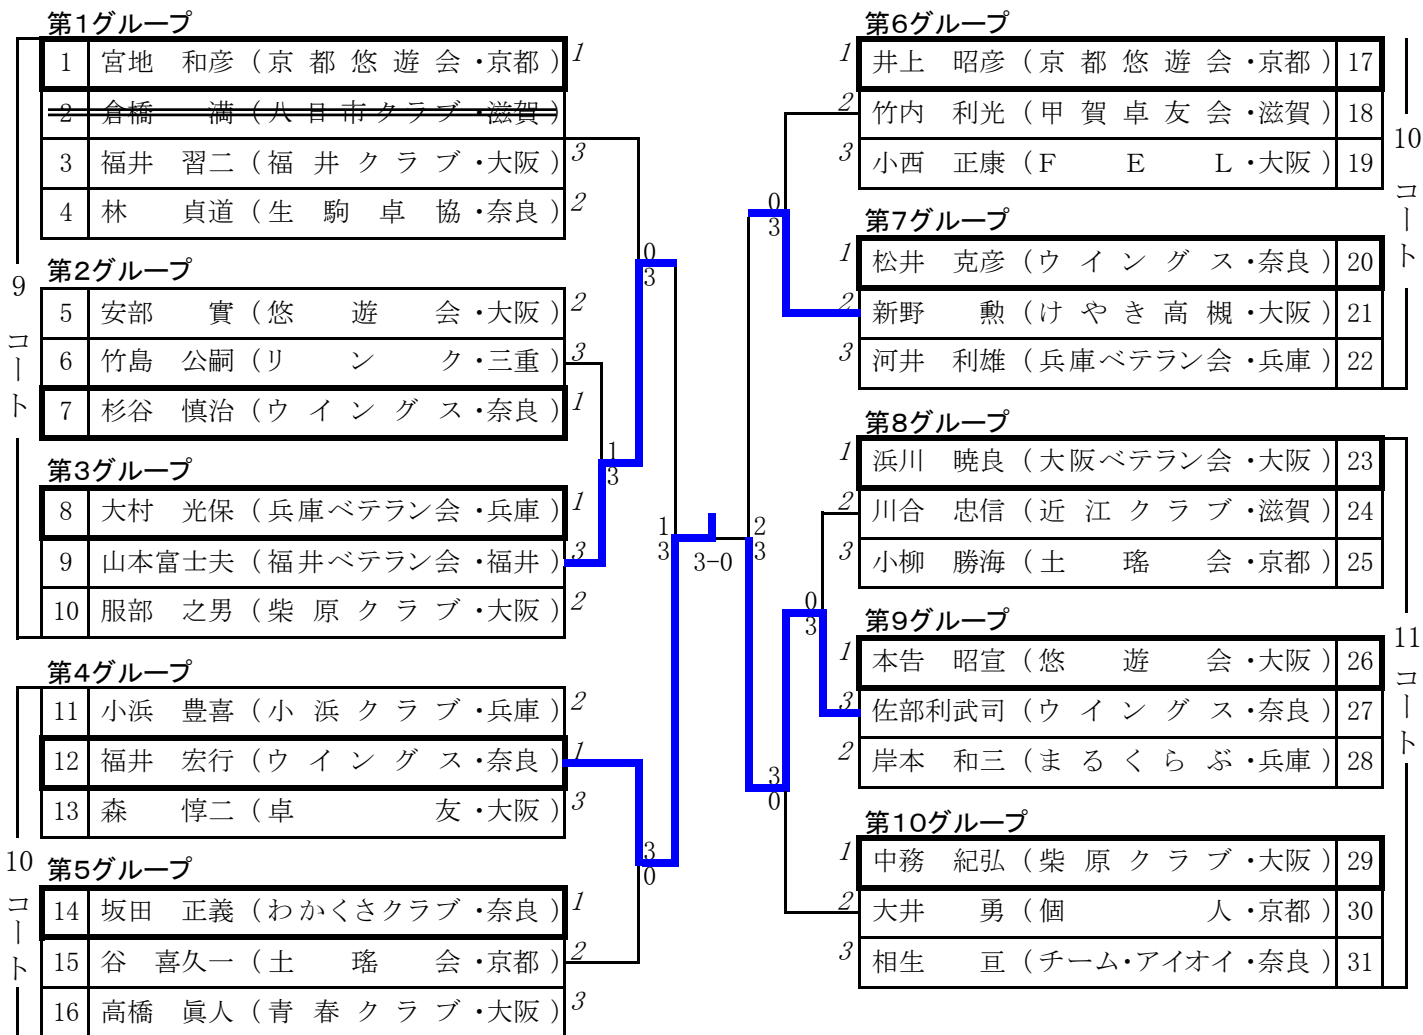 第1グループ
1 宮地 和彦 (京都悠遊会・京都) 1
2 倉橋 満 (八日市クラブ・滋賀)
3 福井 習二 (福井クラブ・大阪) 3
4 林 貞道 (生駒卓協・奈良) 2
第2グループ
5 安部 實 (悠遊会・大阪) 2
6 竹島 公嗣 (リンク・三重) 3
7 杉谷 慎治 (ウイングス・奈良) 1
第3グループ
8 大村 光保 (兵庫ベテラン会・兵庫) 1
9 山本富士夫 (福井ベテラン会・福井) 3
10 服部 之男 (柴原クラブ・大阪) 2
9コート
第4グループ
11 小浜 豊喜 (小浜クラブ・兵庫) 2
12 福井 宏行 (ウイングス・奈良) 1
13 森 惇二 (卓友・大阪) 3
第5グループ
14 坂田 正義 (わかくさクラブ・奈良) 1
15 谷 喜久一 (土瑤会・京都) 2
16 高橋 眞人 (青春クラブ・大阪) 3
10コート
0
3
1
3
1
3
3
0
3-0
2
3
0
3
0
3
3
0
第6グループ
1 井上 昭彦 (京都悠遊会・京都) 17
2 竹内 利光 (甲賀卓友会・滋賀) 18
3 小西 正康 (FEL・大阪) 19
第7グループ
1 松井 克彦 (ウイングス・奈良) 20
2 新野 勲 (けやき高槻・大阪) 21
3 河井 利雄 (兵庫ベテラン会・兵庫) 22
10コート
第8グループ
1 浜川 暁良 (大阪ベテラン会・大阪) 23
2 川合 忠信 (近江クラブ・滋賀) 24
3 小柳 勝海 (土瑤会・京都) 25
第9グループ
1 本告 昭宣 (悠遊会・大阪) 26
3 佐部利武司 (ウイングス・奈良) 27
2 岸本 和三 (まるくらぶ・兵庫) 28
第10グループ
1 中務 紀弘 (柴原クラブ・大阪) 29
2 大井 勇 (個人・京都) 30
3 相生 亘 (チーム・アイオイ・奈良) 31
11コート